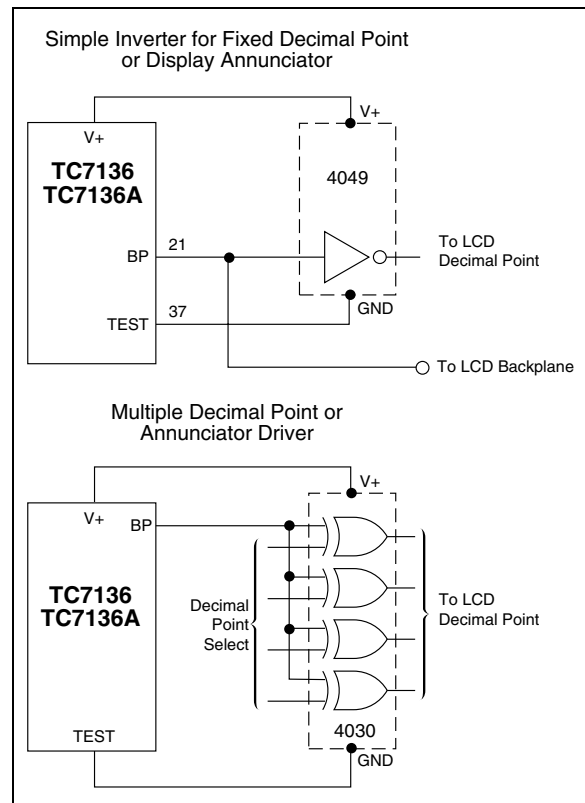 Simple Inverter for Fixed Decimal Point
or Display Annunciator
V+
V+
TC7136
TC7136A
4049
BP
21
To LCD
Decimal Point
TEST
37
GND
To LCD Backplane
Multiple Decimal Point or
Annunciator Driver
V+
V+
BP
TC7136
TC7136A
Decimal
Point
Select
To LCD
Decimal Point
TEST
4030
GND